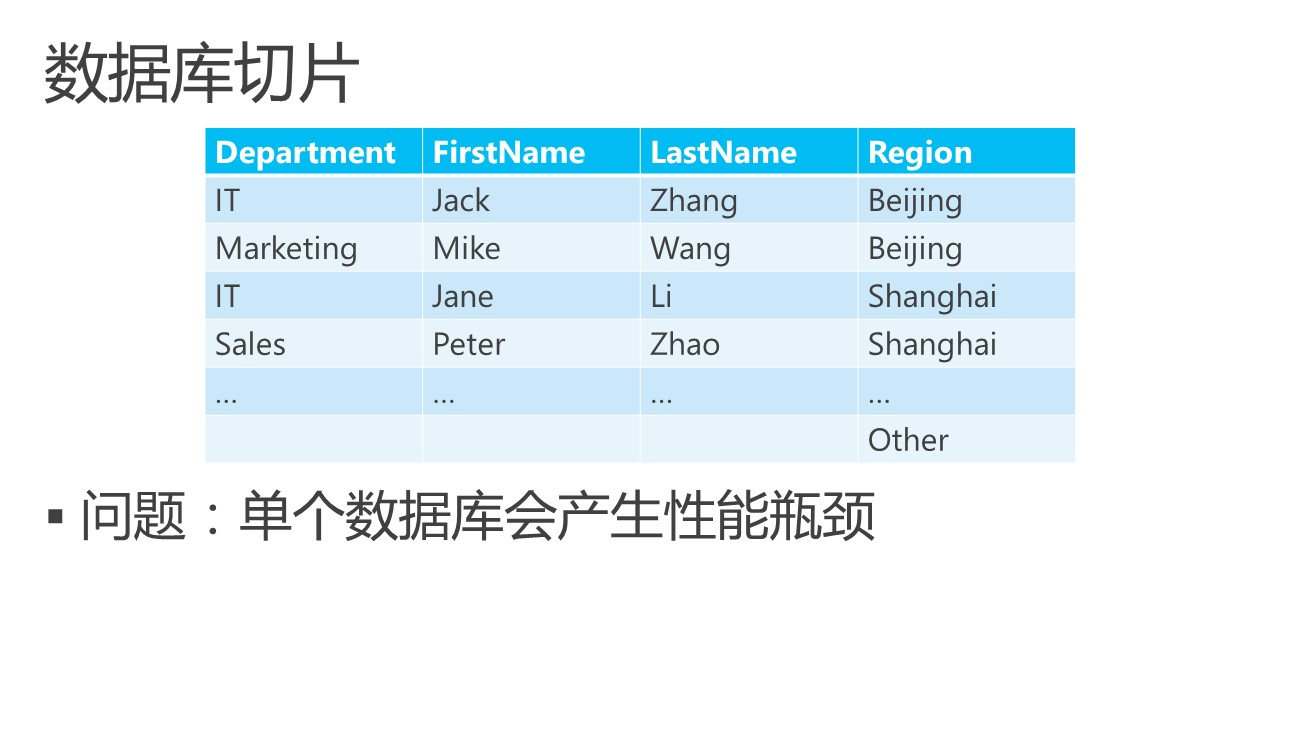 数据库切片
Department FirstName LastName Region
IT Jack Zhang Beijing
Marketing Mike Wang Beijing
IT Jane Li Shanghai
Sales Peter Zhao Shanghai
... ... ... ...
Other
▪ 问题：单个数据库会产生性能瓶颈